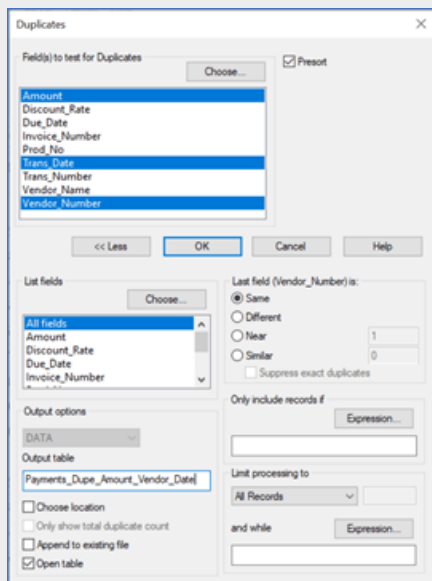 Duplicates
Field(s) to test for Duplicates
Choose...
Presort
Amount
Discount_Rate
Due_Date
Invoice_Number
Prod_No
Trans_Date
Trans_Number
Vendor_Name
Vendor_Number
<< Less
OK
Cancel
Help
List fields
Choose...
All fields
Amount
Discount_Rate
Due_Date
Invoice_Number
Last field (Vendor_Number) is:
Same
Different
Near
1
Similar
0
Suppress exact duplicates
Output options
DATA
Output table
Payments_Dupe_Amount_Vendor_Date
Choose location
Only show total duplicate count
Append to existing file
Open table
Only include records if
Expression...
Limit processing to
All Records
and while
Expression...